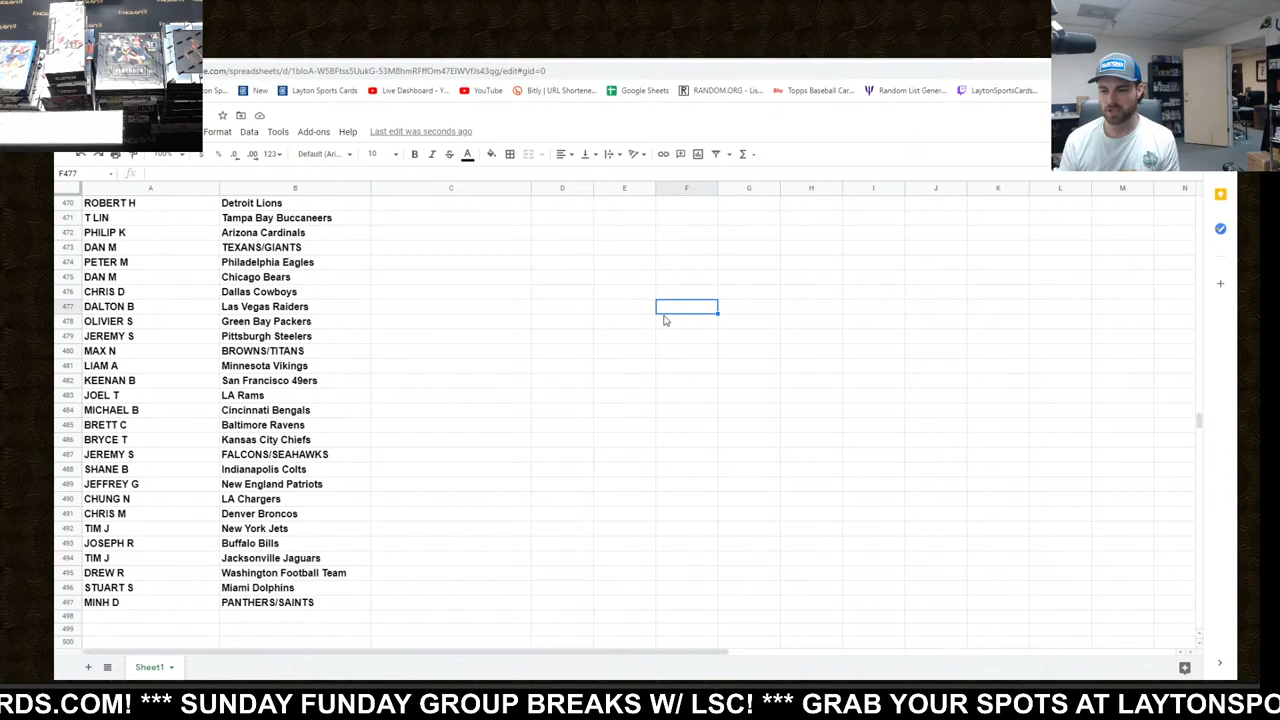 e.com/spreadsheets/d/1bloA-W5BFtss5UukG-53M8hmRFffOm47ElWVfJs43qg/edit#gid=0
on Sp... New Layton Sports Cards Live Dashboard - Y... YouTube Bitly | URL Shortene... Google Sheets RANDOM.ORG - Lis... Topps Baseball Car... Random List Gener... LaytonSportsCards...
Format Data Tools Add-ons Help Last edit was seconds ago
100% % .0 .00 123 Default (Ari... 10 B I S A
F477 fx
A B C D E F G H I J K L M N
470 ROBERT H Detroit Lions
471 T LIN Tampa Bay Buccaneers
472 PHILIP K Arizona Cardinals
473 DAN M TEXANS/GIANTS
474 PETER M Philadelphia Eagles
475 DAN M Chicago Bears
476 CHRIS D Dallas Cowboys
477 DALTON B Las Vegas Raiders
478 OLIVIER S Green Bay Packers
479 JEREMY S Pittsburgh Steelers
480 MAX N BROWNS/TITANS
481 LIAM A Minnesota Vikings
482 KEENAN B San Francisco 49ers
483 JOEL T LA Rams
484 MICHAEL B Cincinnati Bengals
485 BRETT C Baltimore Ravens
486 BRYCE T Kansas City Chiefs
487 JEREMY S FALCONS/SEAHAWKS
488 SHANE B Indianapolis Colts
489 JEFFREY G New England Patriots
490 CHUNG N LA Chargers
491 CHRIS M Denver Broncos
492 TIM J New York Jets
493 JOSEPH R Buffalo Bills
494 TIM J Jacksonville Jaguars
495 DREW R Washington Football Team
496 STUART S Miami Dolphins
497 MINH D PANTHERS/SAINTS
498
499
500
Sheet1
RDS.COM! *** SUNDAY FUNDAY GROUP BREAKS W/ LSC! *** GRAB YOUR SPOTS AT LAYTONSPO